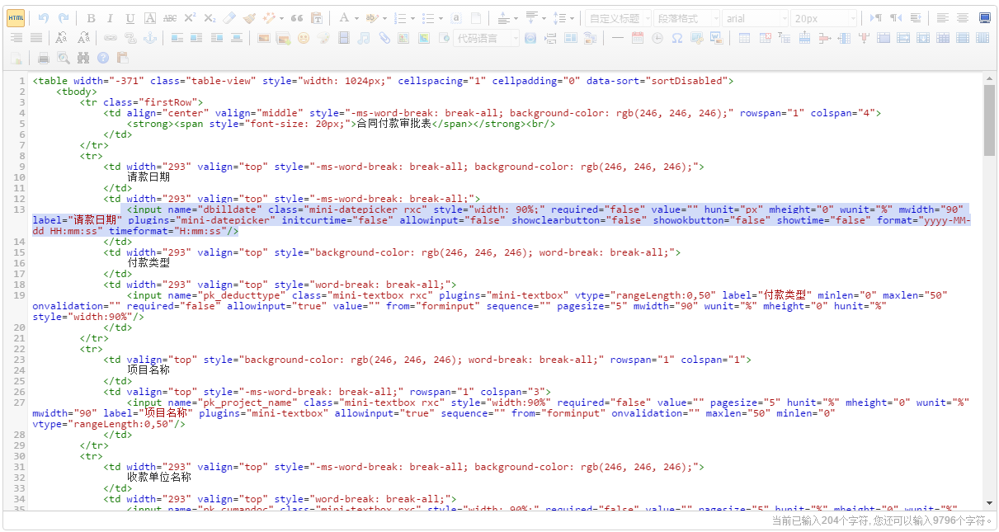 HTML B I U A ABC X² X₂ A 自定义标题 段落格式 arial 20px
代码语言
1 <table width="-371" class="table-view" style="width: 1024px;" cellspacing="1" cellpadding="0" data-sort="sortDisabled">
2 <tbody>
3 <tr class="firstRow">
4 <td align="center" valign="middle" style="-ms-word-break: break-all; background-color: rgb(246, 246, 246);" rowspan="1" colspan="4">
5 <strong><span style="font-size: 20px;">合同付款审批表</span></strong><br/>
6 </td>
7 </tr>
8 <tr>
9 <td width="293" valign="top" style="-ms-word-break: break-all; background-color: rgb(246, 246, 246);">
10 请款日期
11 </td>
12 <td width="293" valign="top" style="-ms-word-break: break-all;">
13 <input name="dbilldate" class="mini-datepicker rxc" style="width: 90%;" required="false" value="" hunit="px" mheight="0" wunit="%" mwidth="90"
label="请款日期" plugins="mini-datepicker" initcurtime="false" allowinput="false" showclearbutton="false" showokbutton="false" showtime="false" format="yyyy-MM-
dd HH:mm:ss" timeformat="H:mm:ss"/>
14 </td>
15 <td width="293" valign="top" style="background-color: rgb(246, 246, 246); word-break: break-all;">
16 付款类型
17 </td>
18 <td width="293" valign="top" style="word-break: break-all;">
19 <input name="pk_deducttype" class="mini-textbox rxc" plugins="mini-textbox" vtype="rangeLength:0,50" label="付款类型" minlen="0" maxlen="50"
onvalidation="" required="false" allowinput="true" value="" from="forminput" sequence="" pagesize="5" mwidth="90" wunit="%" mheight="0" hunit="%"
style="width:90%"/>
20 </td>
21 </tr>
22 <tr>
23 <td valign="top" style="background-color: rgb(246, 246, 246); word-break: break-all;" rowspan="1" colspan="1">
24 项目名称
25 </td>
26 <td valign="top" style="-ms-word-break: break-all;" rowspan="1" colspan="3">
27 <input name="pk_project_name" class="mini-textbox rxc" style="width:90%" required="false" value="" pagesize="5" hunit="%" mheight="0" wunit="%"
mwidth="90" label="项目名称" plugins="mini-textbox" allowinput="true" sequence="" from="forminput" onvalidation="" maxlen="50" minlen="0"
vtype="rangeLength:0,50"/>
28 </td>
29 </tr>
30 <tr>
31 <td width="293" valign="top" style="-ms-word-break: break-all; background-color: rgb(246, 246, 246);">
32 收款单位名称
33 </td>
34 <td width="293" valign="top" style="word-break: break-all;">
35 <input name="pk_cumandoc" class="mini-textbox rxc" style="width: 90%;" required="false" value="" pagesize="5" hunit="%" mheight="0" wunit="%"
当前已输入204个字符, 您还可以输入9796个字符。